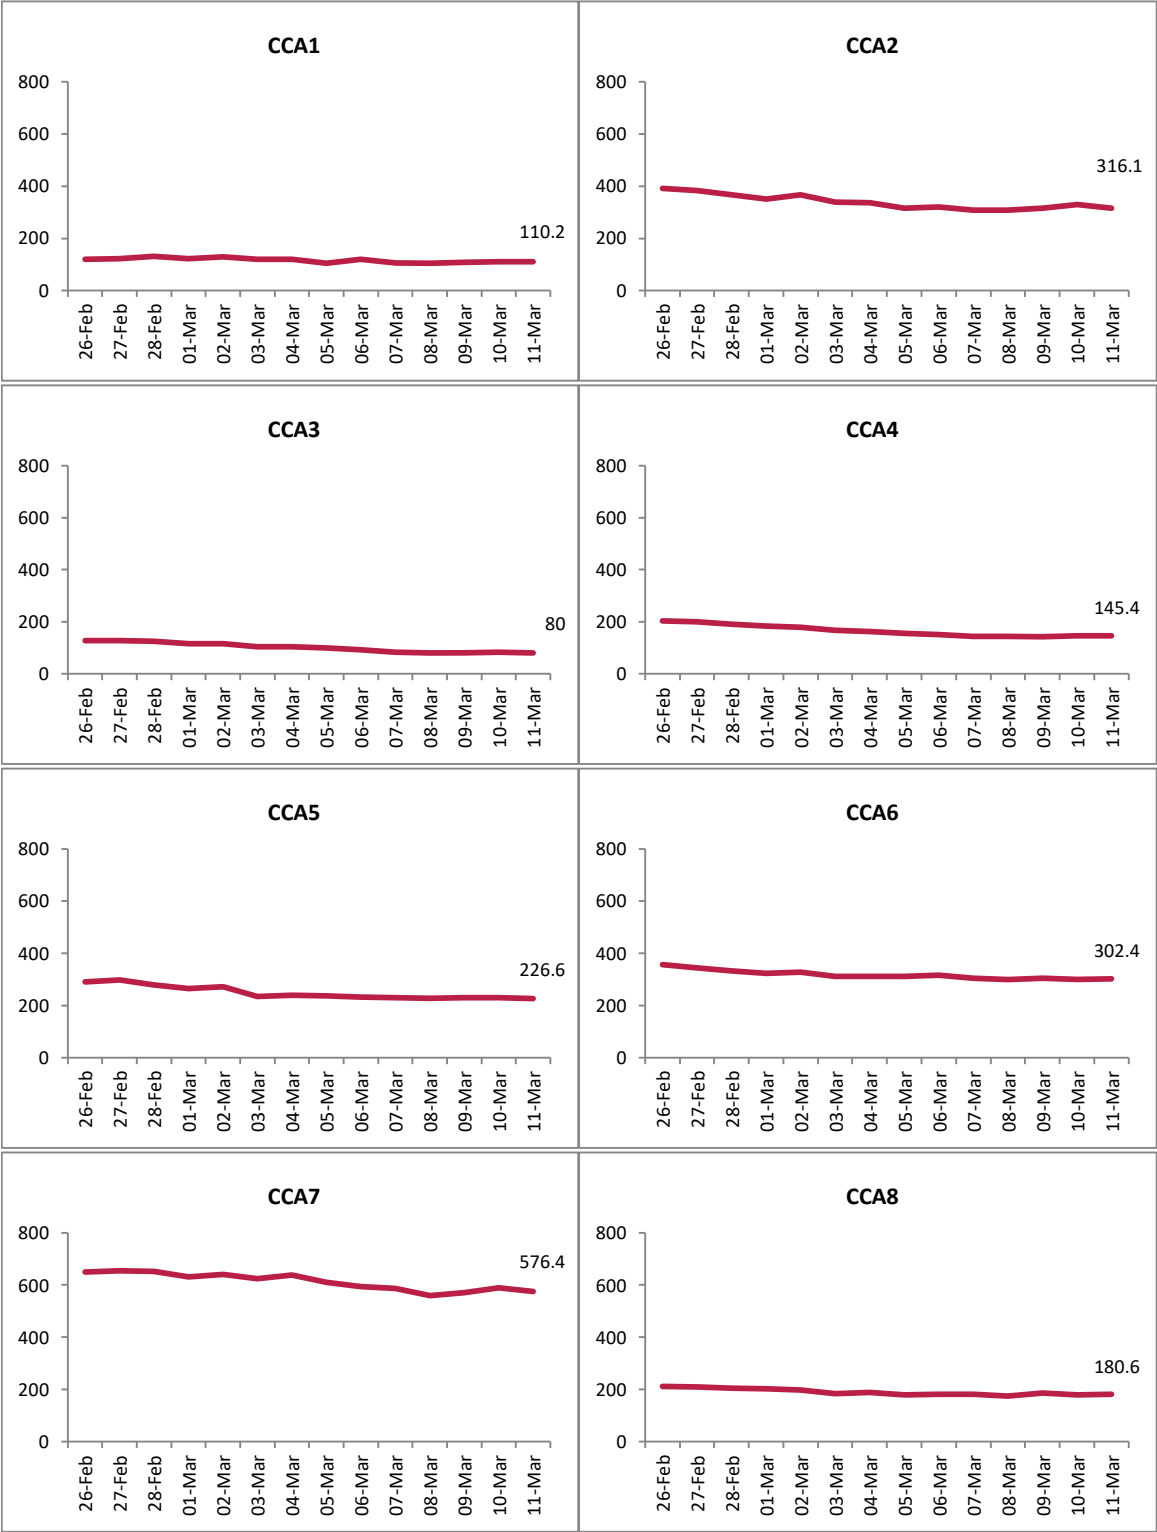 CCA1
800
600
400
200
0
110.2
26-Feb
27-Feb
28-Feb
01-Mar
02-Mar
03-Mar
04-Mar
05-Mar
06-Mar
07-Mar
08-Mar
09-Mar
10-Mar
11-Mar
CCA2
800
600
400
200
0
316.1
26-Feb
27-Feb
28-Feb
01-Mar
02-Mar
03-Mar
04-Mar
05-Mar
06-Mar
07-Mar
08-Mar
09-Mar
10-Mar
11-Mar
CCA3
800
600
400
200
0
80
26-Feb
27-Feb
28-Feb
01-Mar
02-Mar
03-Mar
04-Mar
05-Mar
06-Mar
07-Mar
08-Mar
09-Mar
10-Mar
11-Mar
CCA4
800
600
400
200
0
145.4
26-Feb
27-Feb
28-Feb
01-Mar
02-Mar
03-Mar
04-Mar
05-Mar
06-Mar
07-Mar
08-Mar
09-Mar
10-Mar
11-Mar
CCA5
800
600
400
200
0
226.6
26-Feb
27-Feb
28-Feb
01-Mar
02-Mar
03-Mar
04-Mar
05-Mar
06-Mar
07-Mar
08-Mar
09-Mar
10-Mar
11-Mar
CCA6
800
600
400
200
0
302.4
26-Feb
27-Feb
28-Feb
01-Mar
02-Mar
03-Mar
04-Mar
05-Mar
06-Mar
07-Mar
08-Mar
09-Mar
10-Mar
11-Mar
CCA7
800
600
400
200
0
576.4
26-Feb
27-Feb
28-Feb
01-Mar
02-Mar
03-Mar
04-Mar
05-Mar
06-Mar
07-Mar
08-Mar
09-Mar
10-Mar
11-Mar
CCA8
800
600
400
200
0
180.6
26-Feb
27-Feb
28-Feb
01-Mar
02-Mar
03-Mar
04-Mar
05-Mar
06-Mar
07-Mar
08-Mar
09-Mar
10-Mar
11-Mar